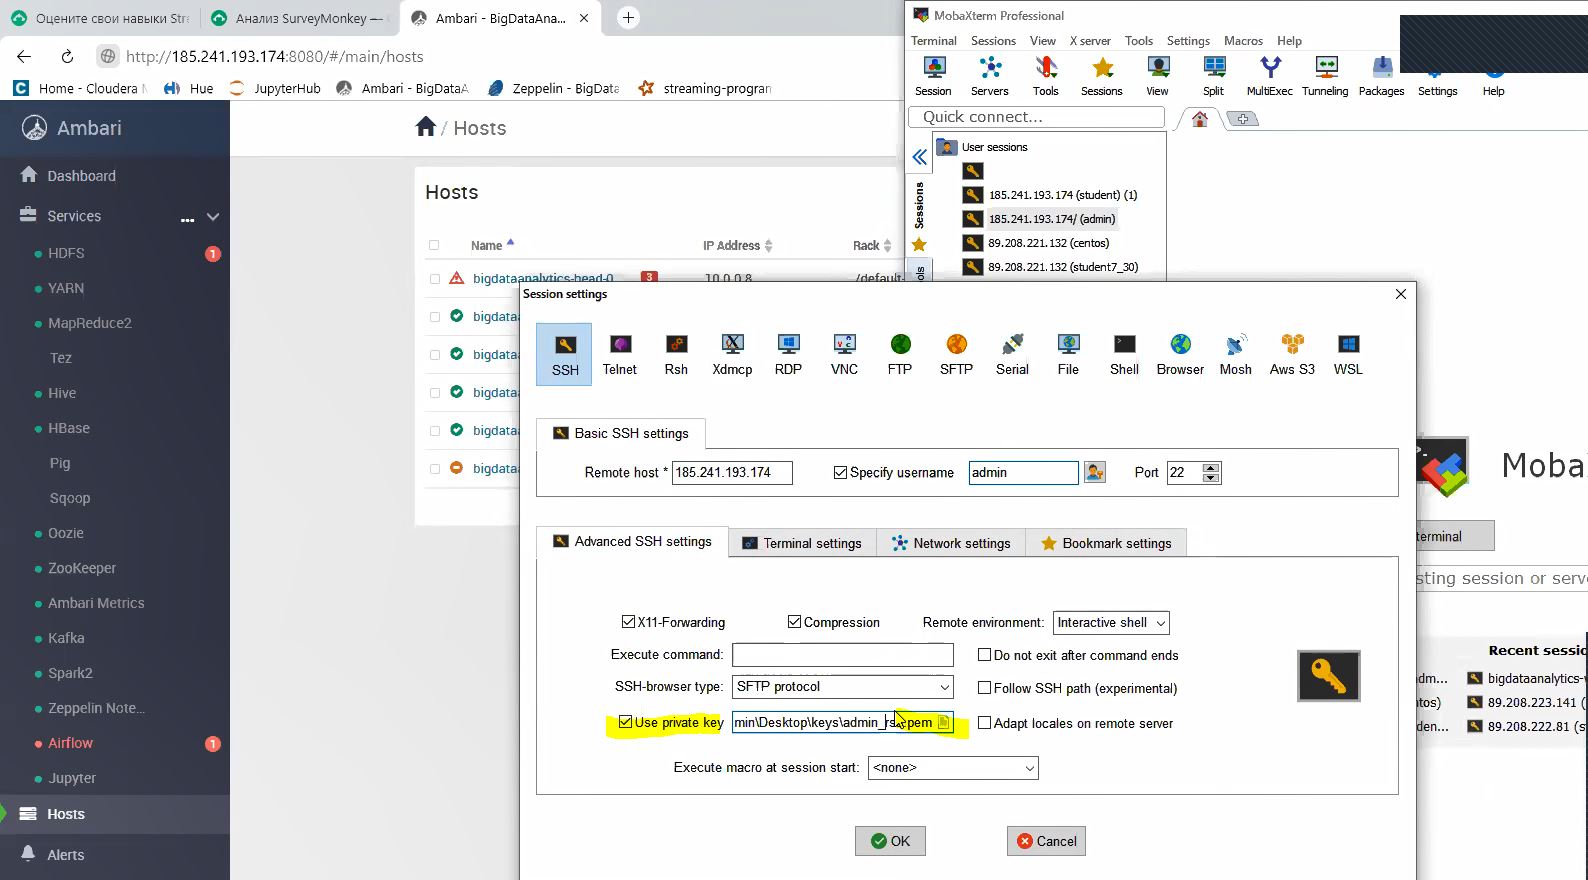 Оцените свои навыки Stre
Анализ SurveyMonkey —
Ambari - BigDataAna...
http://185.241.193.174:8080/#/main/hosts
Home - Cloudera
Hue
JupyterHub
Ambari - BigDataA
Zeppelin - BigData
streaming-program
Ambari
Dashboard
Services
...
HDFS
1
YARN
MapReduce2
Tez
Hive
HBase
Pig
Sqoop
Oozie
ZooKeeper
Ambari Metrics
Kafka
Spark2
Zeppelin Note...
Airflow
1
Jupyter
Hosts
Alerts
/ Hosts
Hosts
Name
IP Address
Rack
bigdataanalytics-head-0
3
10.0.0.8
/default-
bigdataa
bigdataa
bigdataa
bigdataa
bigdataa
MobaXterm Professional
Terminal
Sessions
View
X server
Tools
Settings
Macros
Help
Session
Servers
Tools
Sessions
View
Split
MultiExec
Tunneling
Packages
Settings
Help
Quick connect...
Sessions
User sessions
185.241.193.174 (student) (1)
185.241.193.174/ (admin)
89.208.221.132 (centos)
89.208.221.132 (student7_30)
Session settings
SSH
Telnet
Rsh
Xdmcp
RDP
VNC
FTP
SFTP
Serial
File
Shell
Browser
Mosh
Aws S3
WSL
Basic SSH settings
Remote host *
185.241.193.174
Specify username
admin
Port
22
Advanced SSH settings
Terminal settings
Network settings
Bookmark settings
X11-Forwarding
Compression
Remote environment:
Interactive shell
Execute command:
Do not exit after command ends
SSH-browser type:
SFTP protocol
Follow SSH path (experimental)
Use private key
min\Desktop\keys\admin_rsa.pem
Adapt locales on remote server
Execute macro at session start:
<none>
OK
Cancel
Moba
terminal
sting session or serve
Recent sessio
dm...
bigdataanalytics-w
tos)
89.208.223.141 (
den...
89.208.222.81 (s